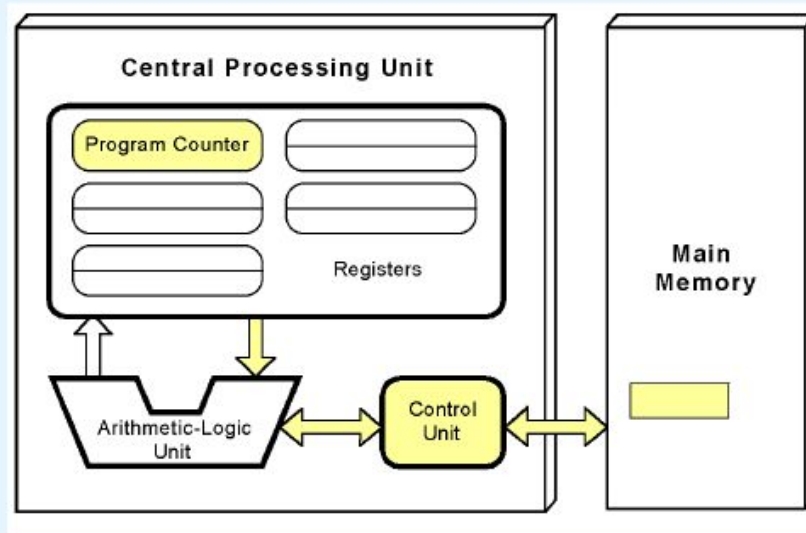 Central Processing Unit
Program Counter
Registers
Arithmetic-Logic
Unit
Control
Unit
Main
Memory